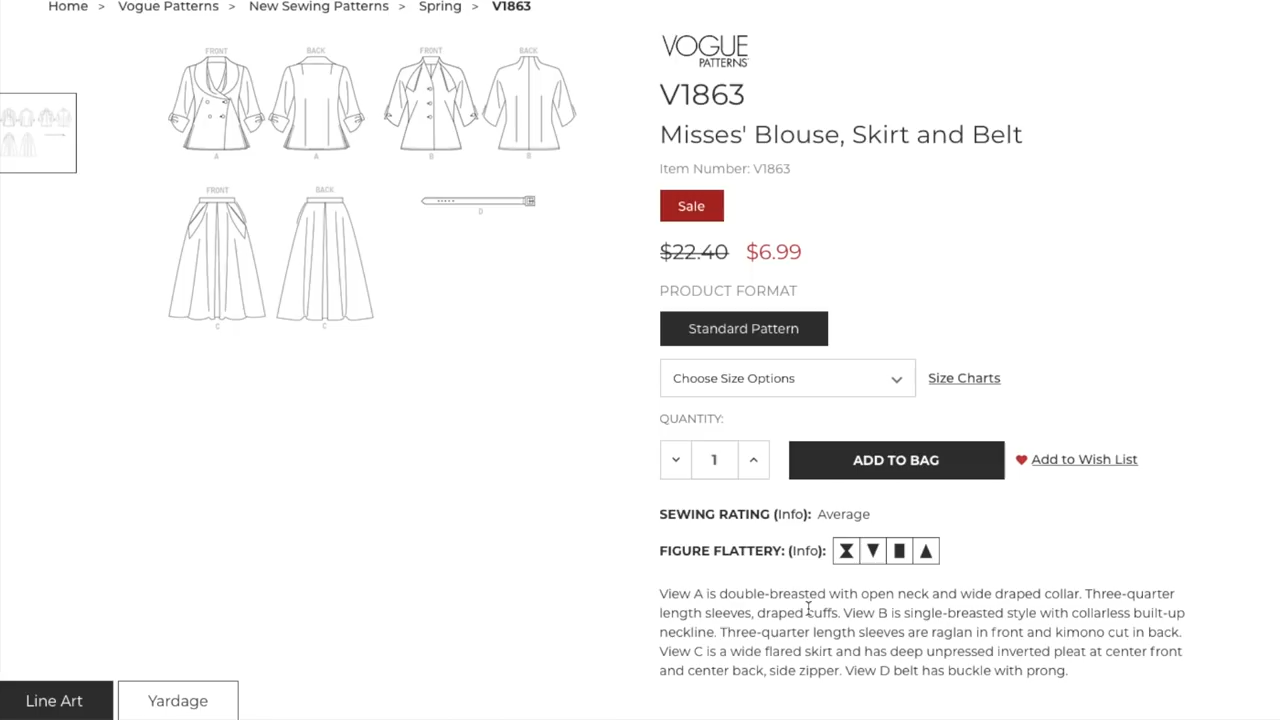 Home > Vogue Patterns > New Sewing Patterns > Spring > V1863
FRONT BACK FRONT BACK
A A B B
FRONT BACK
D
C C
VOGUE
PATTERNS
V1863
Misses' Blouse, Skirt and Belt
Item Number: V1863
Sale
$22.40 $6.99
PRODUCT FORMAT
Standard Pattern
Choose Size Options Size Charts
QUANTITY:
1 ADD TO BAG Add to Wish List
SEWING RATING (Info): Average
FIGURE FLATTERY: (Info):
View A is double-breasted with open neck and wide draped collar. Three-quarter
length sleeves, draped cuffs. View B is single-breasted style with collarless built-up
neckline. Three-quarter length sleeves are raglan in front and kimono cut in back.
View C is a wide flared skirt and has deep unpressed inverted pleat at center front
and center back, side zipper. View D belt has buckle with prong.
Line Art Yardage